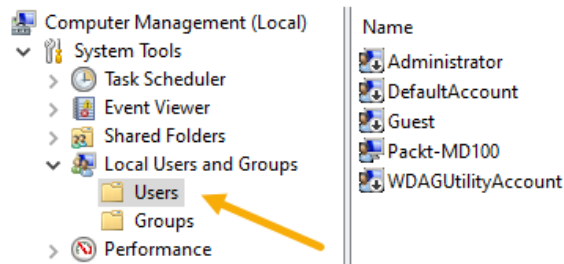 Computer Management (Local)
System Tools
Task Scheduler
Event Viewer
Shared Folders
Local Users and Groups
Users
Groups
Performance
Name
Administrator
DefaultAccount
Guest
Packt-MD100
WDAGUtilityAccount